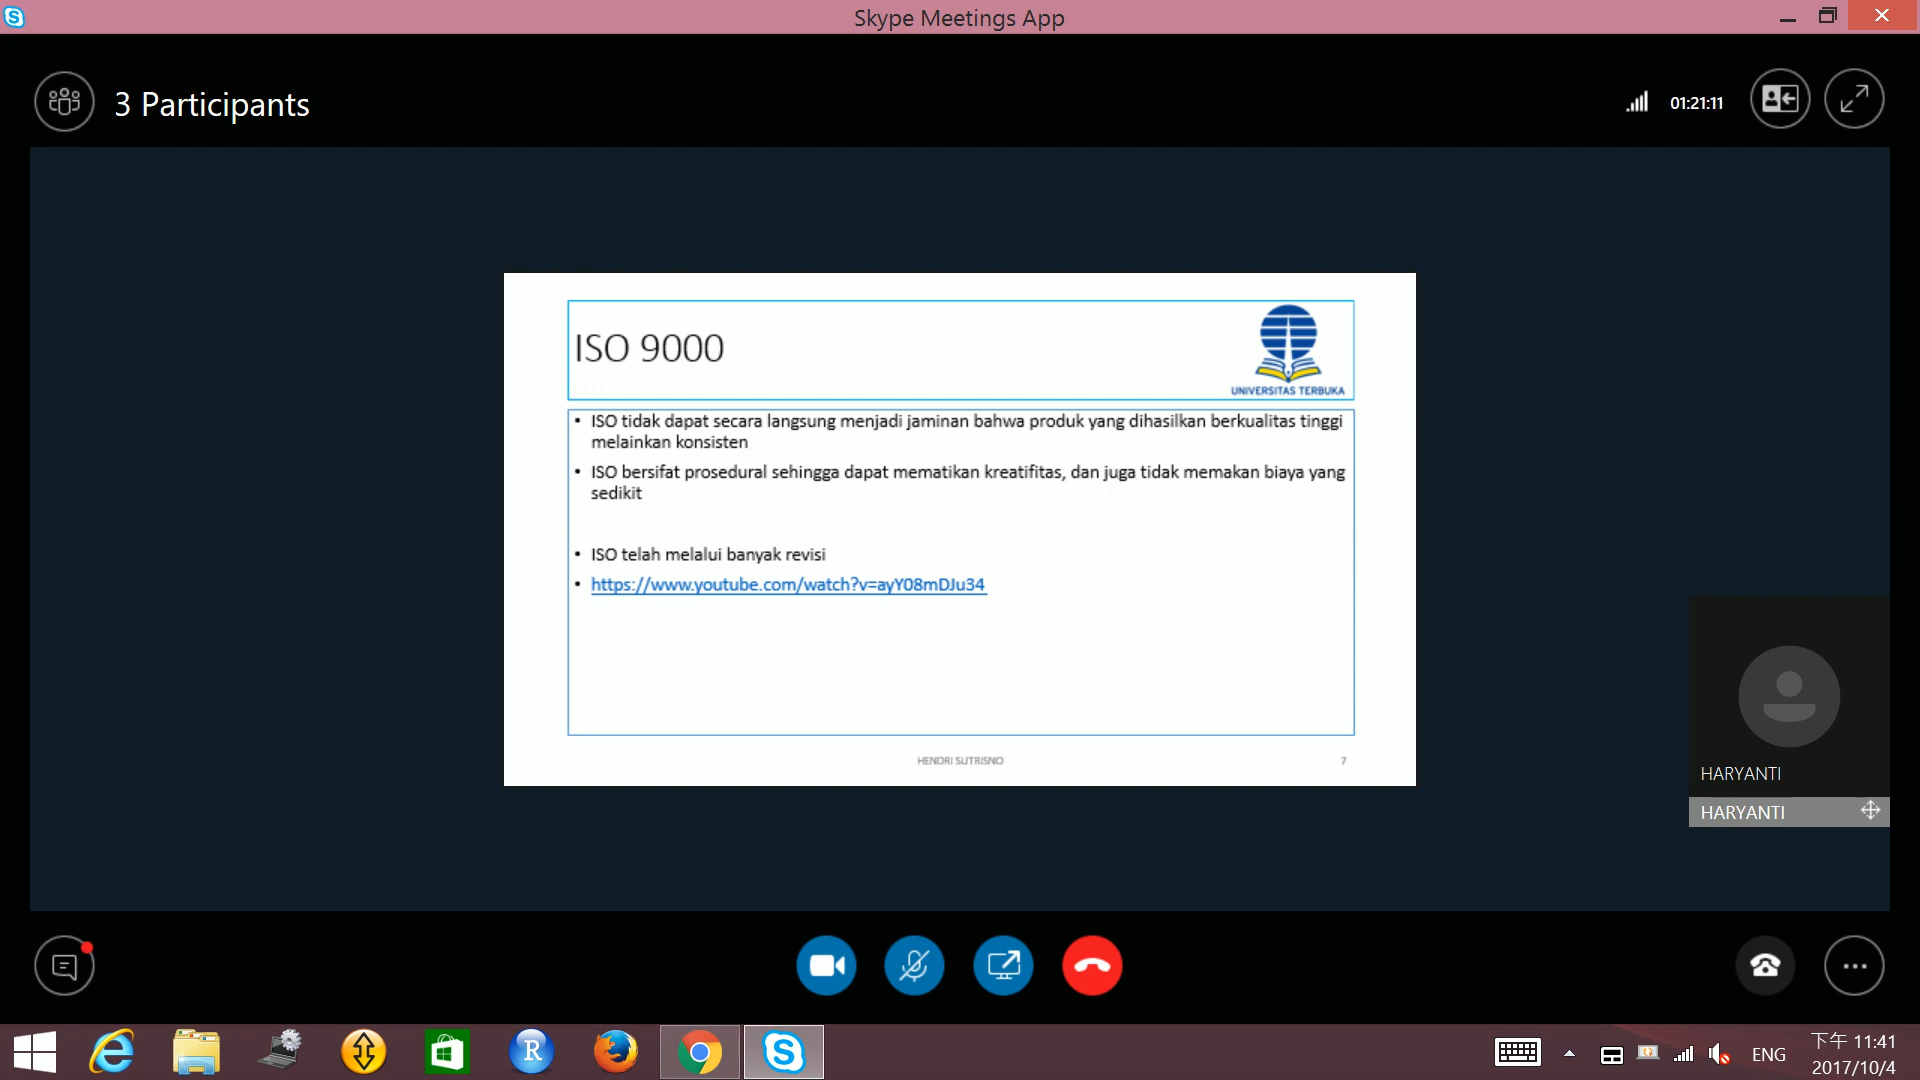 Skype Meetings App
3 Participants
01:21:11
ISO 9000
UNIVERSITAS TERBUKA
• ISO tidak dapat secara langsung menjadi jaminan bahwa produk yang dihasilkan berkualitas tinggi
melainkan konsisten
• ISO bersifat prosedural sehingga dapat mematikan kreatifitas, dan juga tidak memakan biaya yang
sedikit
• ISO telah melalui banyak revisi
• https://www.youtube.com/watch?v=ayY08mDJu34
HENDRI SUTRISNO
7
HARYANTI
HARYANTI
ENG
下午 11:41
2017/10/4